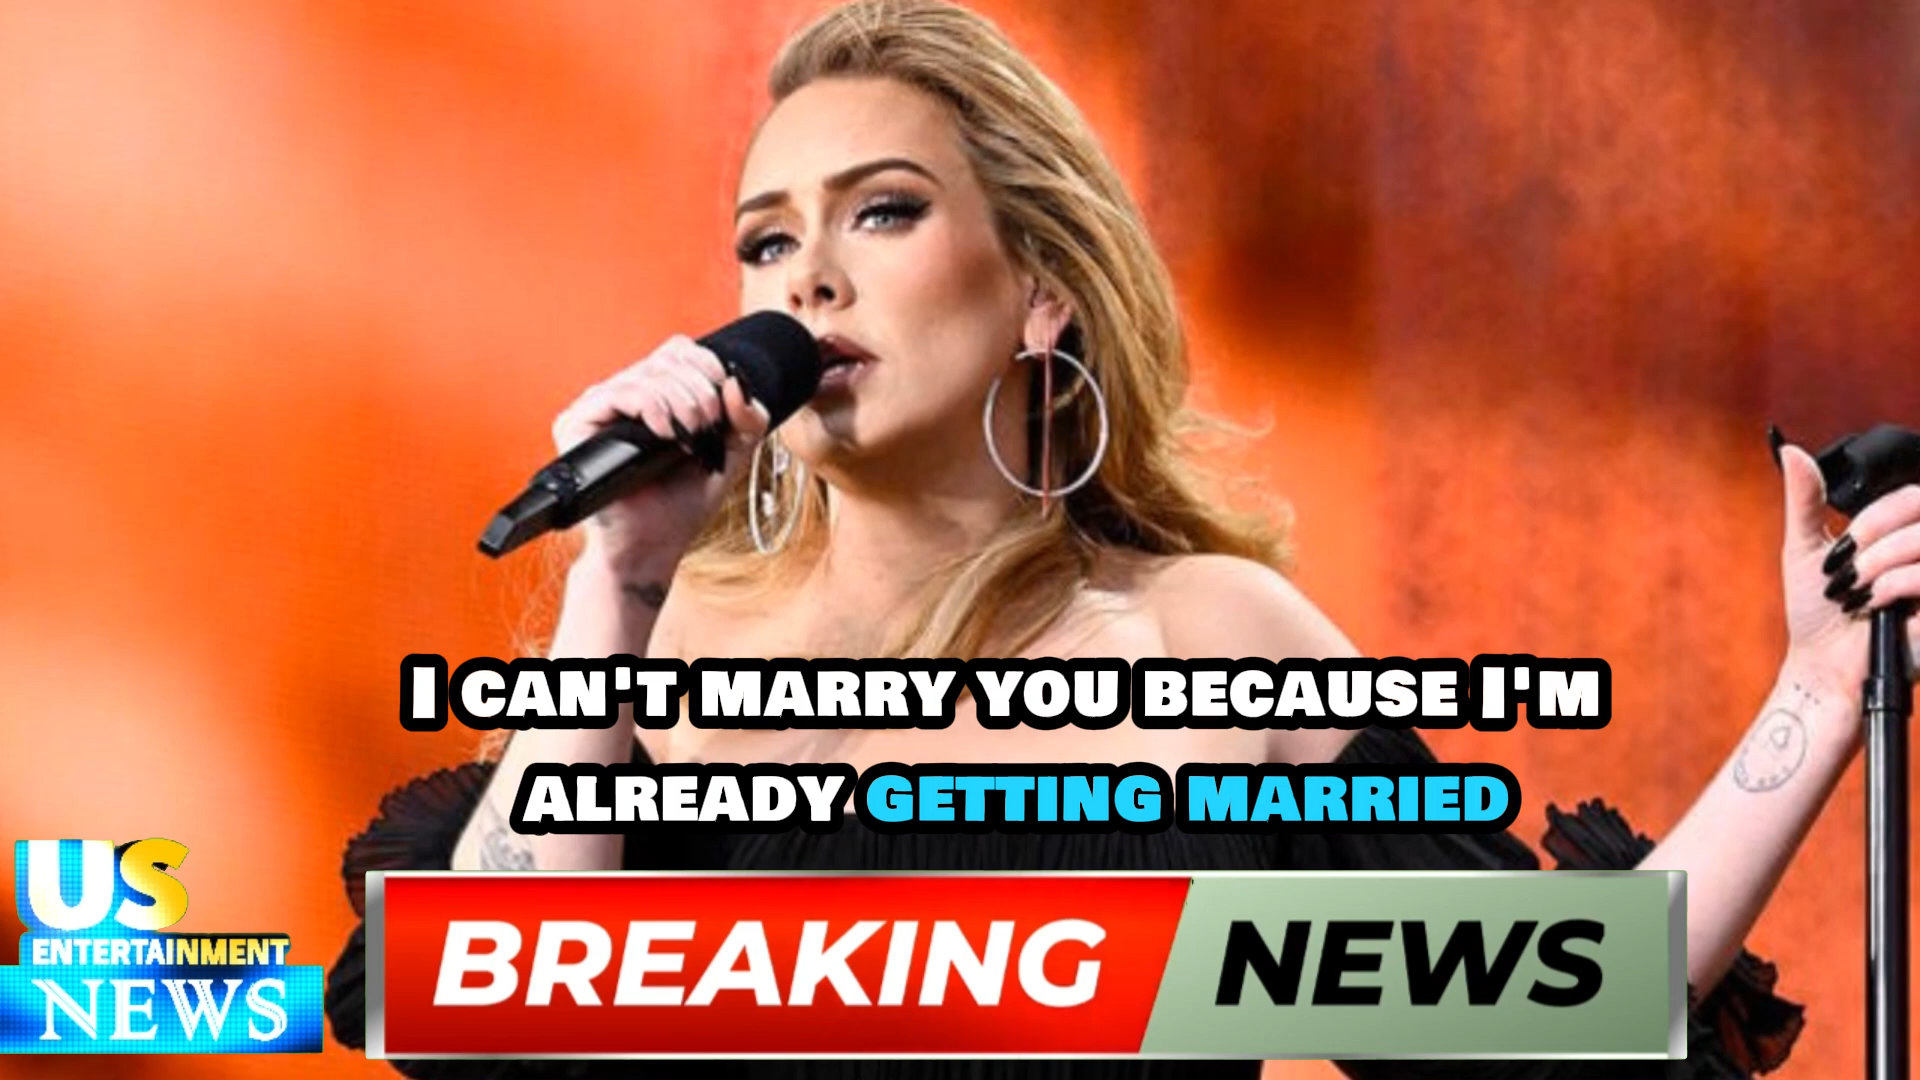 I CAN'T MARRY YOU BECAUSE I'M
ALREADY GETTING MARRIED
US
ENTERTAINMENT
NEWS
BREAKING NEWS